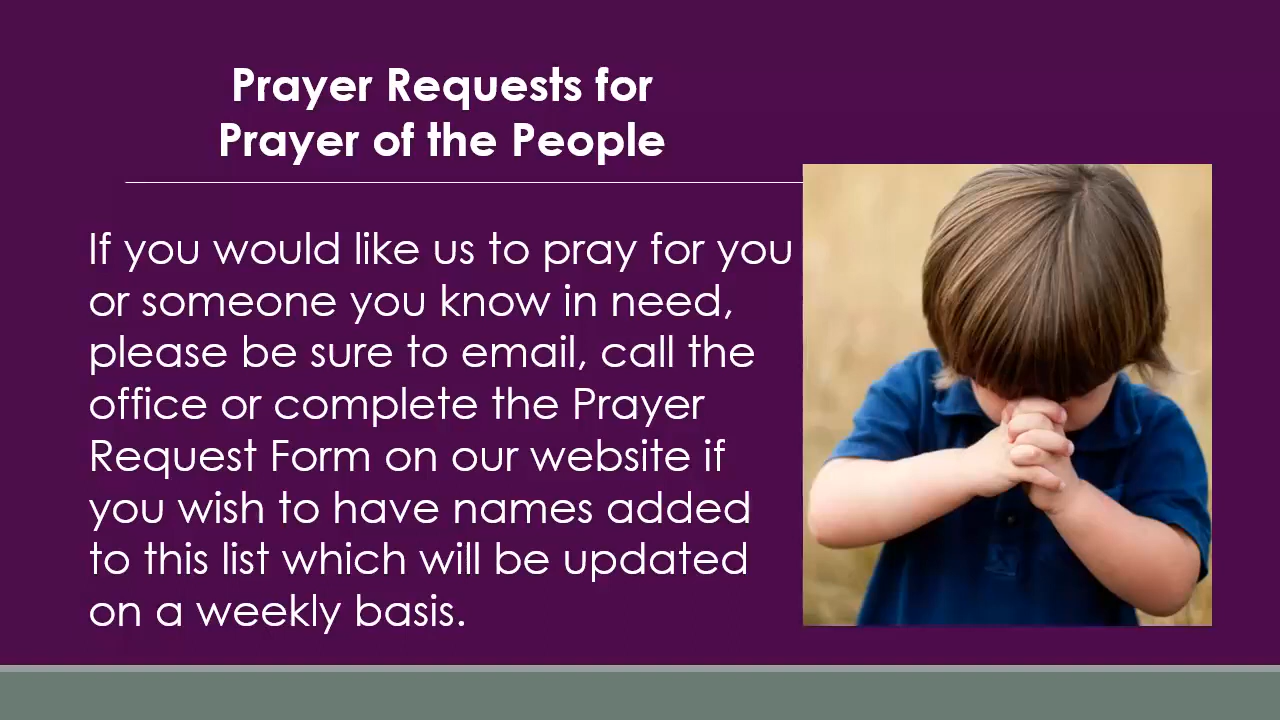 Prayer Requests for
Prayer of the People
If you would like us to pray for you
or someone you know in need,
please be sure to email, call the
office or complete the Prayer
Request Form on our website if
you wish to have names added
to this list which will be updated
on a weekly basis.